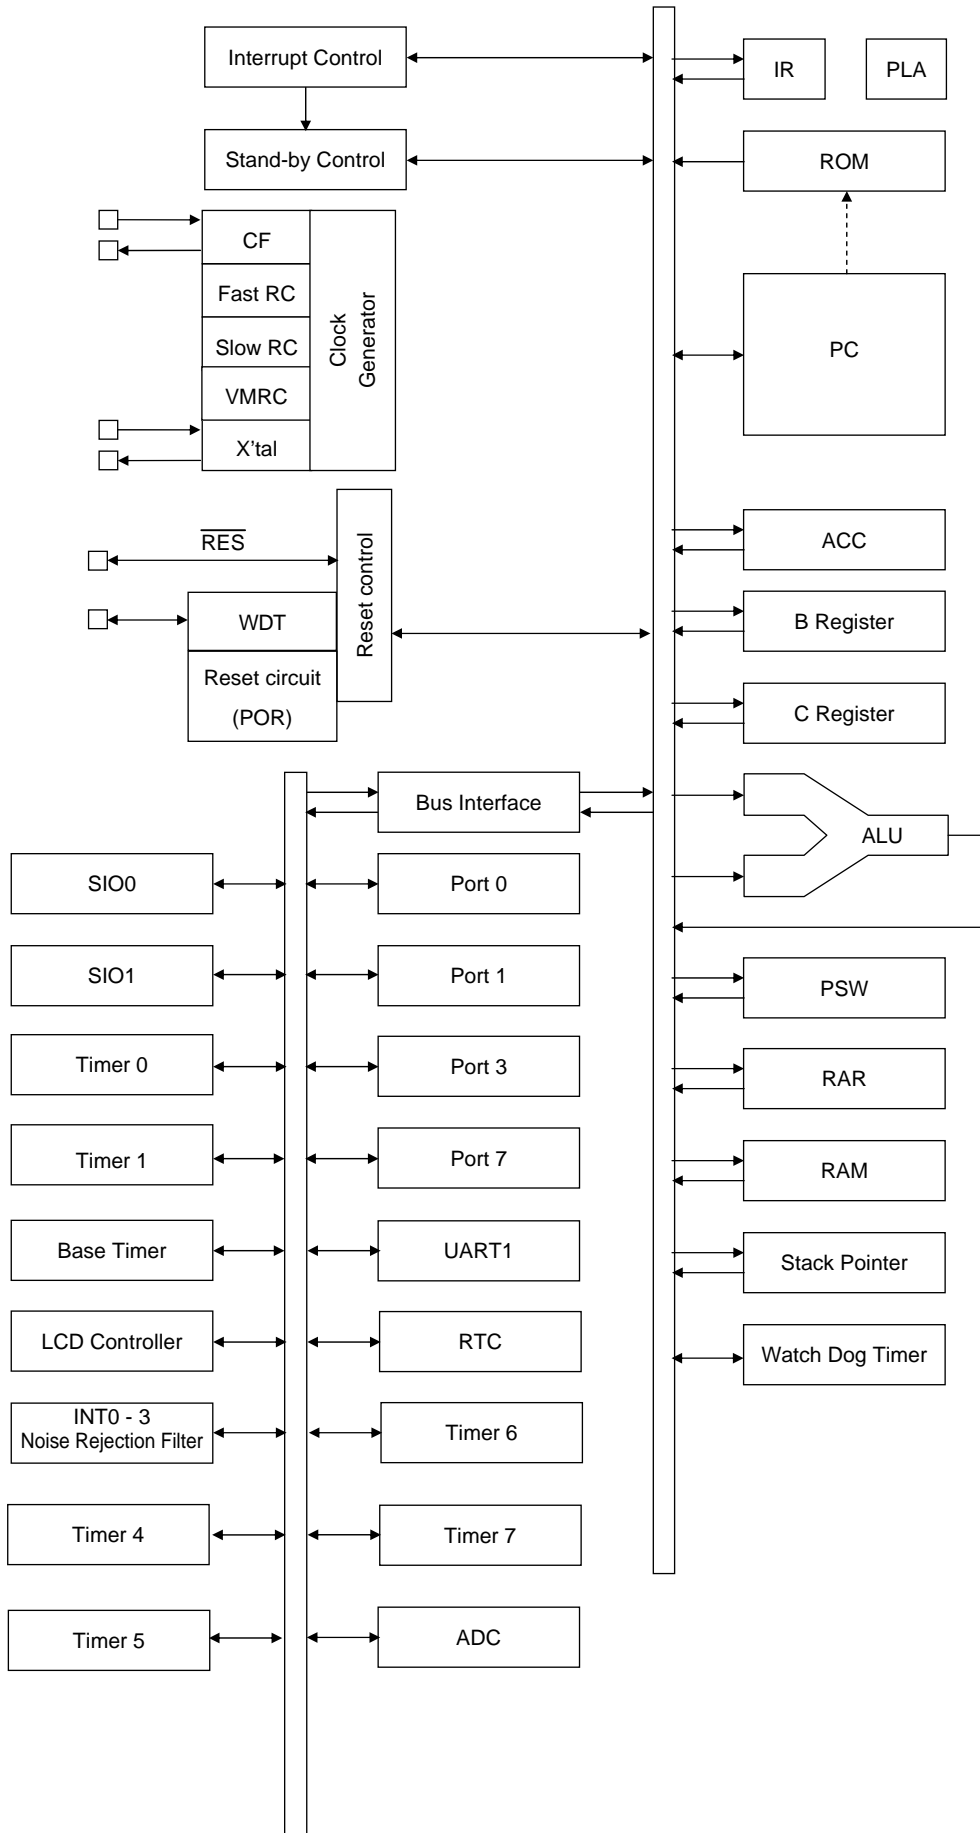 Interrupt Control
IR
PLA
Stand-by Control
ROM
CF
Fast RC
Slow RC
VMRC
X'tal
Clock
Generator
PC
RES
Reset control
WDT
Reset circuit
(POR)
ACC
B Register
C Register
Bus Interface
ALU
SIO0
Port 0
SIO1
Port 1
PSW
Timer 0
Port 3
RAR
Timer 1
Port 7
RAM
Base Timer
UART1
Stack Pointer
LCD Controller
RTC
Watch Dog Timer
INT0 - 3
Noise Rejection Filter
Timer 6
Timer 4
Timer 7
Timer 5
ADC